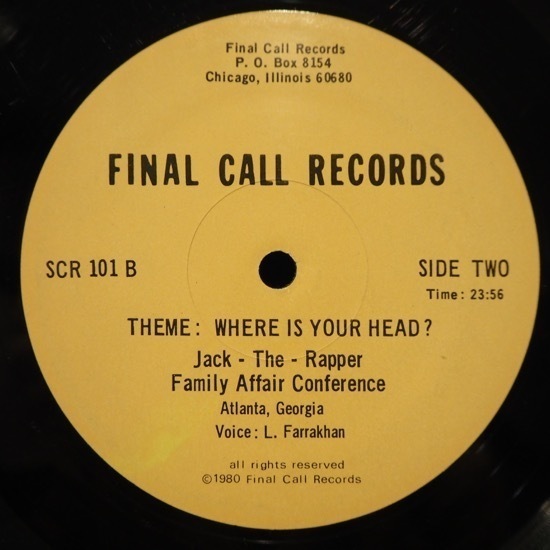 Final Call Records
P. O. Box 8154
Chicago, Illinois 60680
FINAL CALL RECORDS
SCR 101 B
SIDE TWO
Time: 23:56
THEME: WHERE IS YOUR HEAD?
Jack - The - Rapper
Family Affair Conference
Atlanta, Georgia
Voice: L. Farrakhan
all rights reserved
©1980 Final Call Records